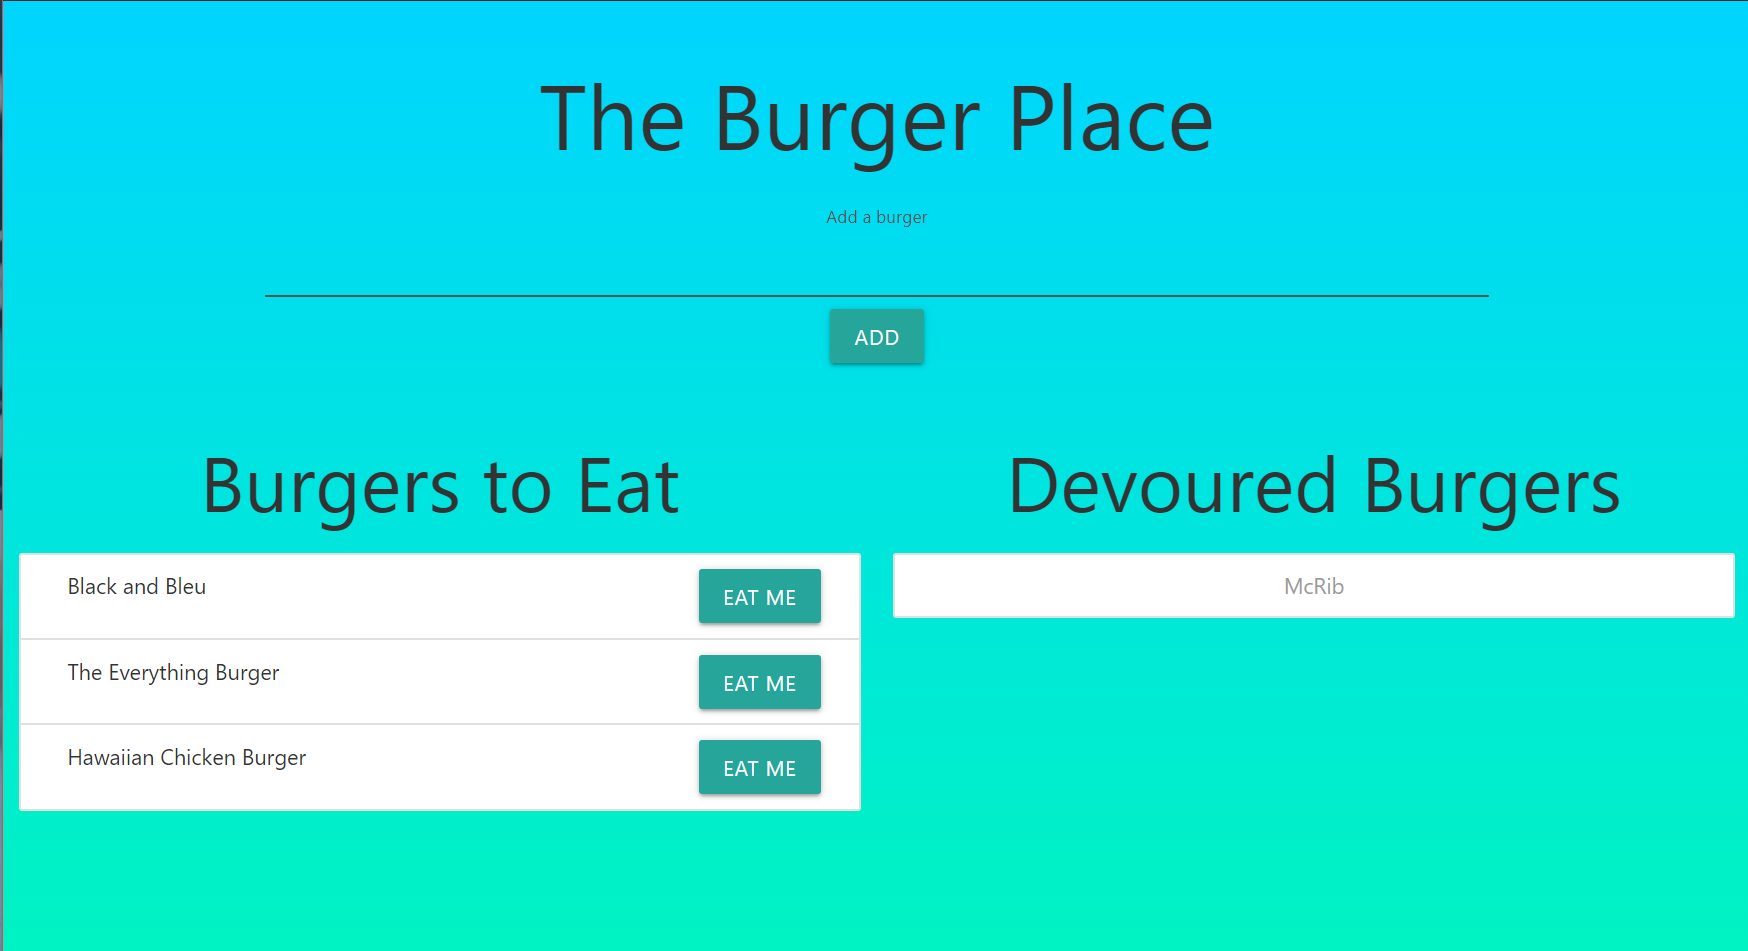 The Burger Place
Add a burger
ADD
Burgers to Eat
Black and Bleu
EAT ME
The Everything Burger
EAT ME
Hawaiian Chicken Burger
EAT ME
Devoured Burgers
McRib